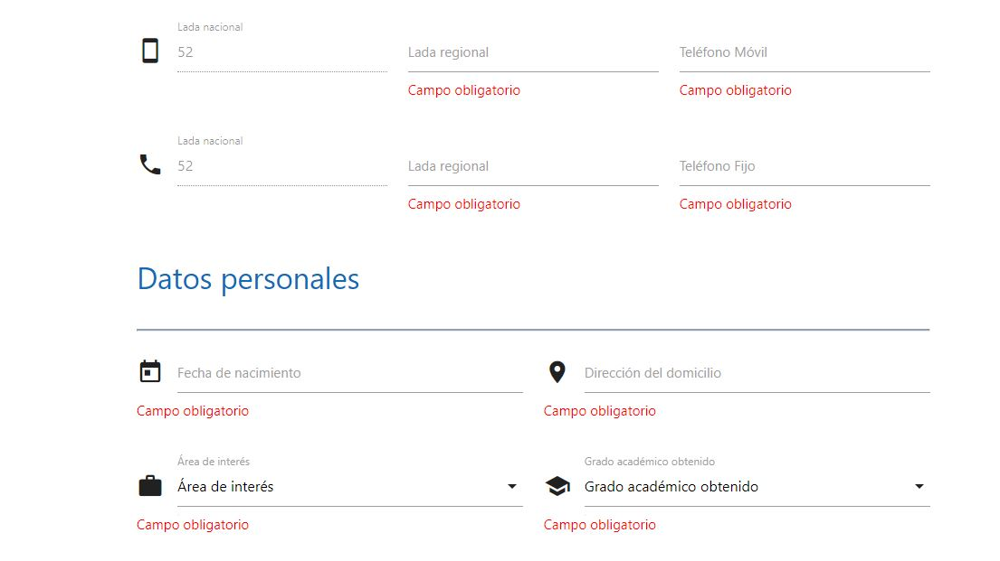 Lada nacional
52 Lada regional Teléfono Móvil
Campo obligatorio Campo obligatorio
Lada nacional
52 Lada regional Teléfono Fijo
Campo obligatorio Campo obligatorio
Datos personales
Fecha de nacimiento Dirección del domicilio
Campo obligatorio Campo obligatorio
Área de interés Grado académico obtenido
Área de interés Grado académico obtenido
Campo obligatorio Campo obligatorio